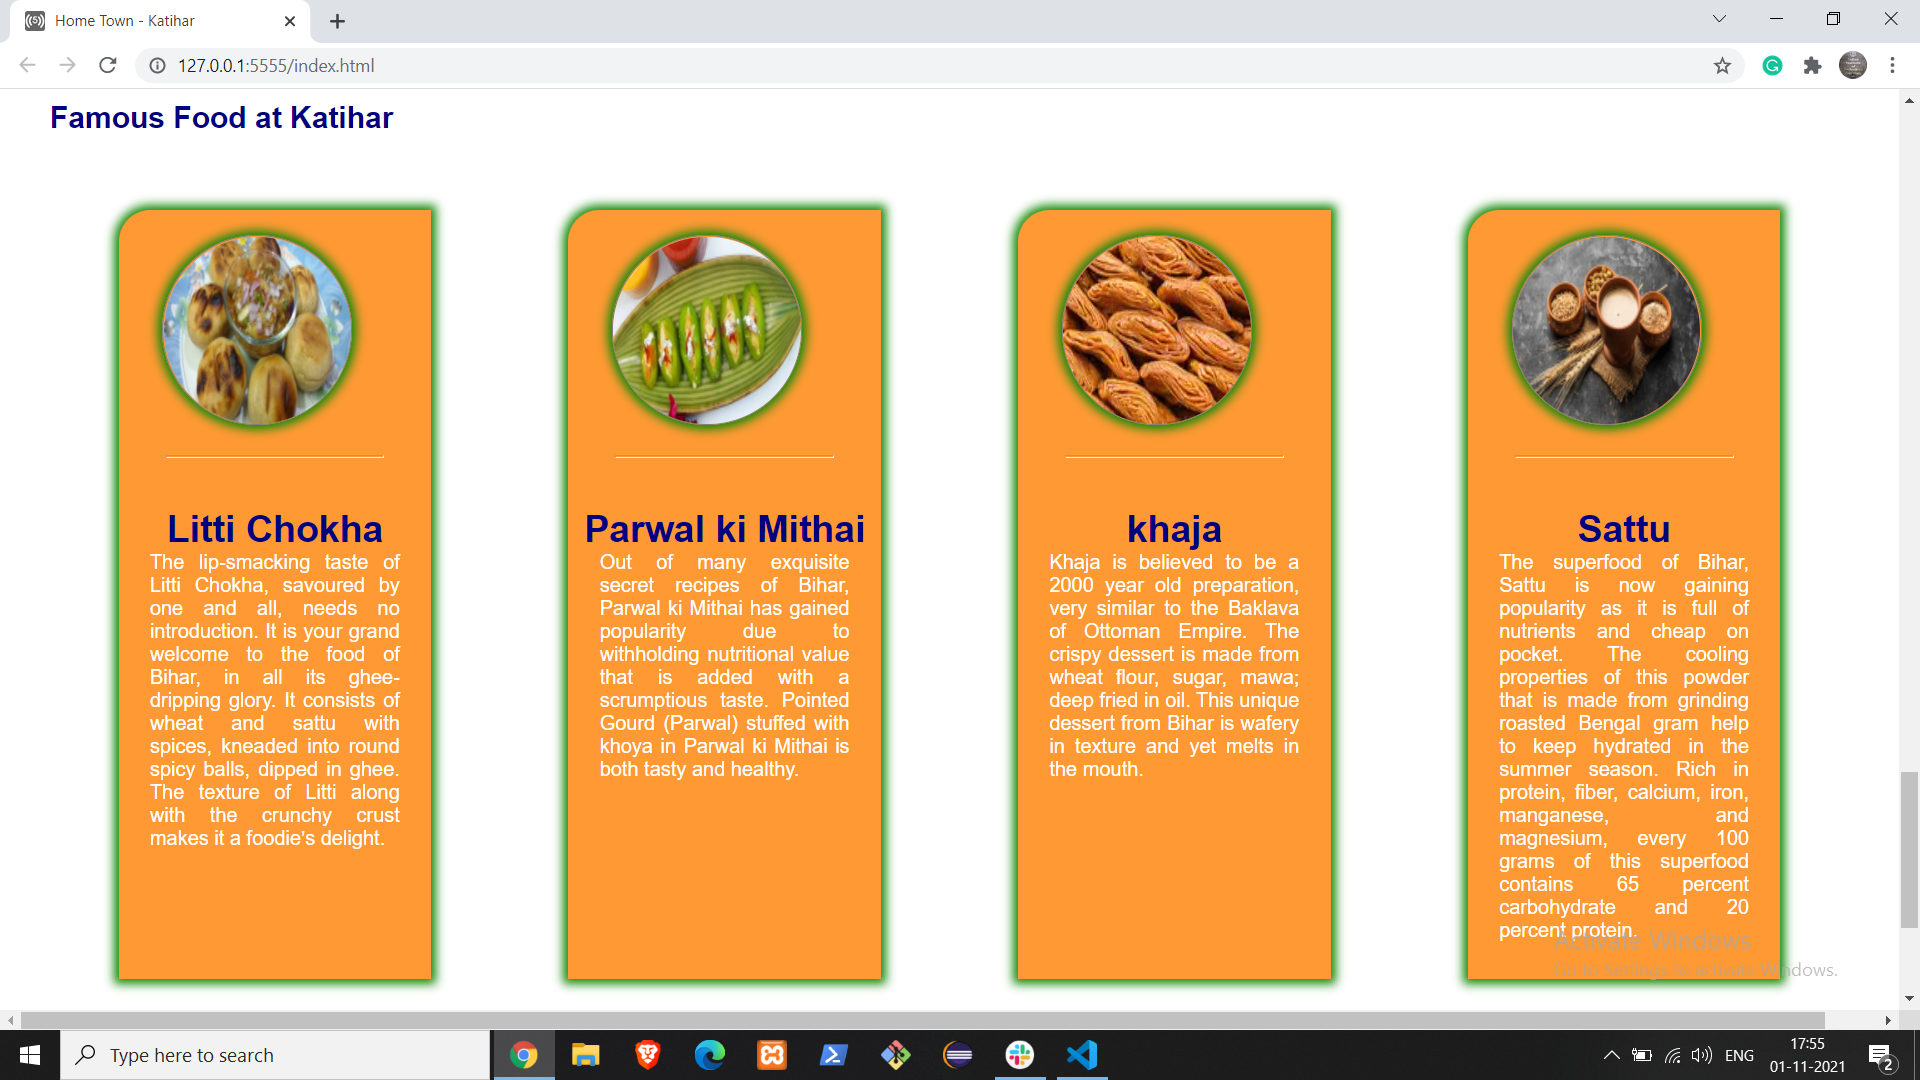 Home Town - Katihar
127.0.0.1:5555/index.html
Famous Food at Katihar
Litti Chokha
The lip-smacking taste of
Litti Chokha, savoured by
one and all, needs no
introduction. It is your grand
welcome to the food of
Bihar, in all its ghee-
dripping glory. It consists of
wheat and sattu with
spices, kneaded into round
spicy balls, dipped in ghee.
The texture of Litti along
with the crunchy crust
makes it a foodie's delight.
Parwal ki Mithai
Out of many exquisite
secret recipes of Bihar,
Parwal ki Mithai has gained
popularity due to
withholding nutritional value
that is added with a
scrumptious taste. Pointed
Gourd (Parwal) stuffed with
khoya in Parwal ki Mithai is
both tasty and healthy.
khaja
Khaja is believed to be a
2000 year old preparation,
very similar to the Baklava
of Ottoman Empire. The
crispy dessert is made from
wheat flour, sugar, mawa;
deep fried in oil. This unique
dessert from Bihar is wafery
in texture and yet melts in
the mouth.
Sattu
The superfood of Bihar,
Sattu is now gaining
popularity as it is full of
nutrients and cheap on
pocket. The cooling
properties of this powder
that is made from grinding
roasted Bengal gram help
to keep hydrated in the
summer season. Rich in
protein, fiber, calcium, iron,
manganese, and
magnesium, every 100
grams of this superfood
contains 65 percent
carbohydrate and 20
percent protein.
Activate Windows
Go to Settings to activate Windows.
Type here to search
ENG
17:55
01-11-2021
2